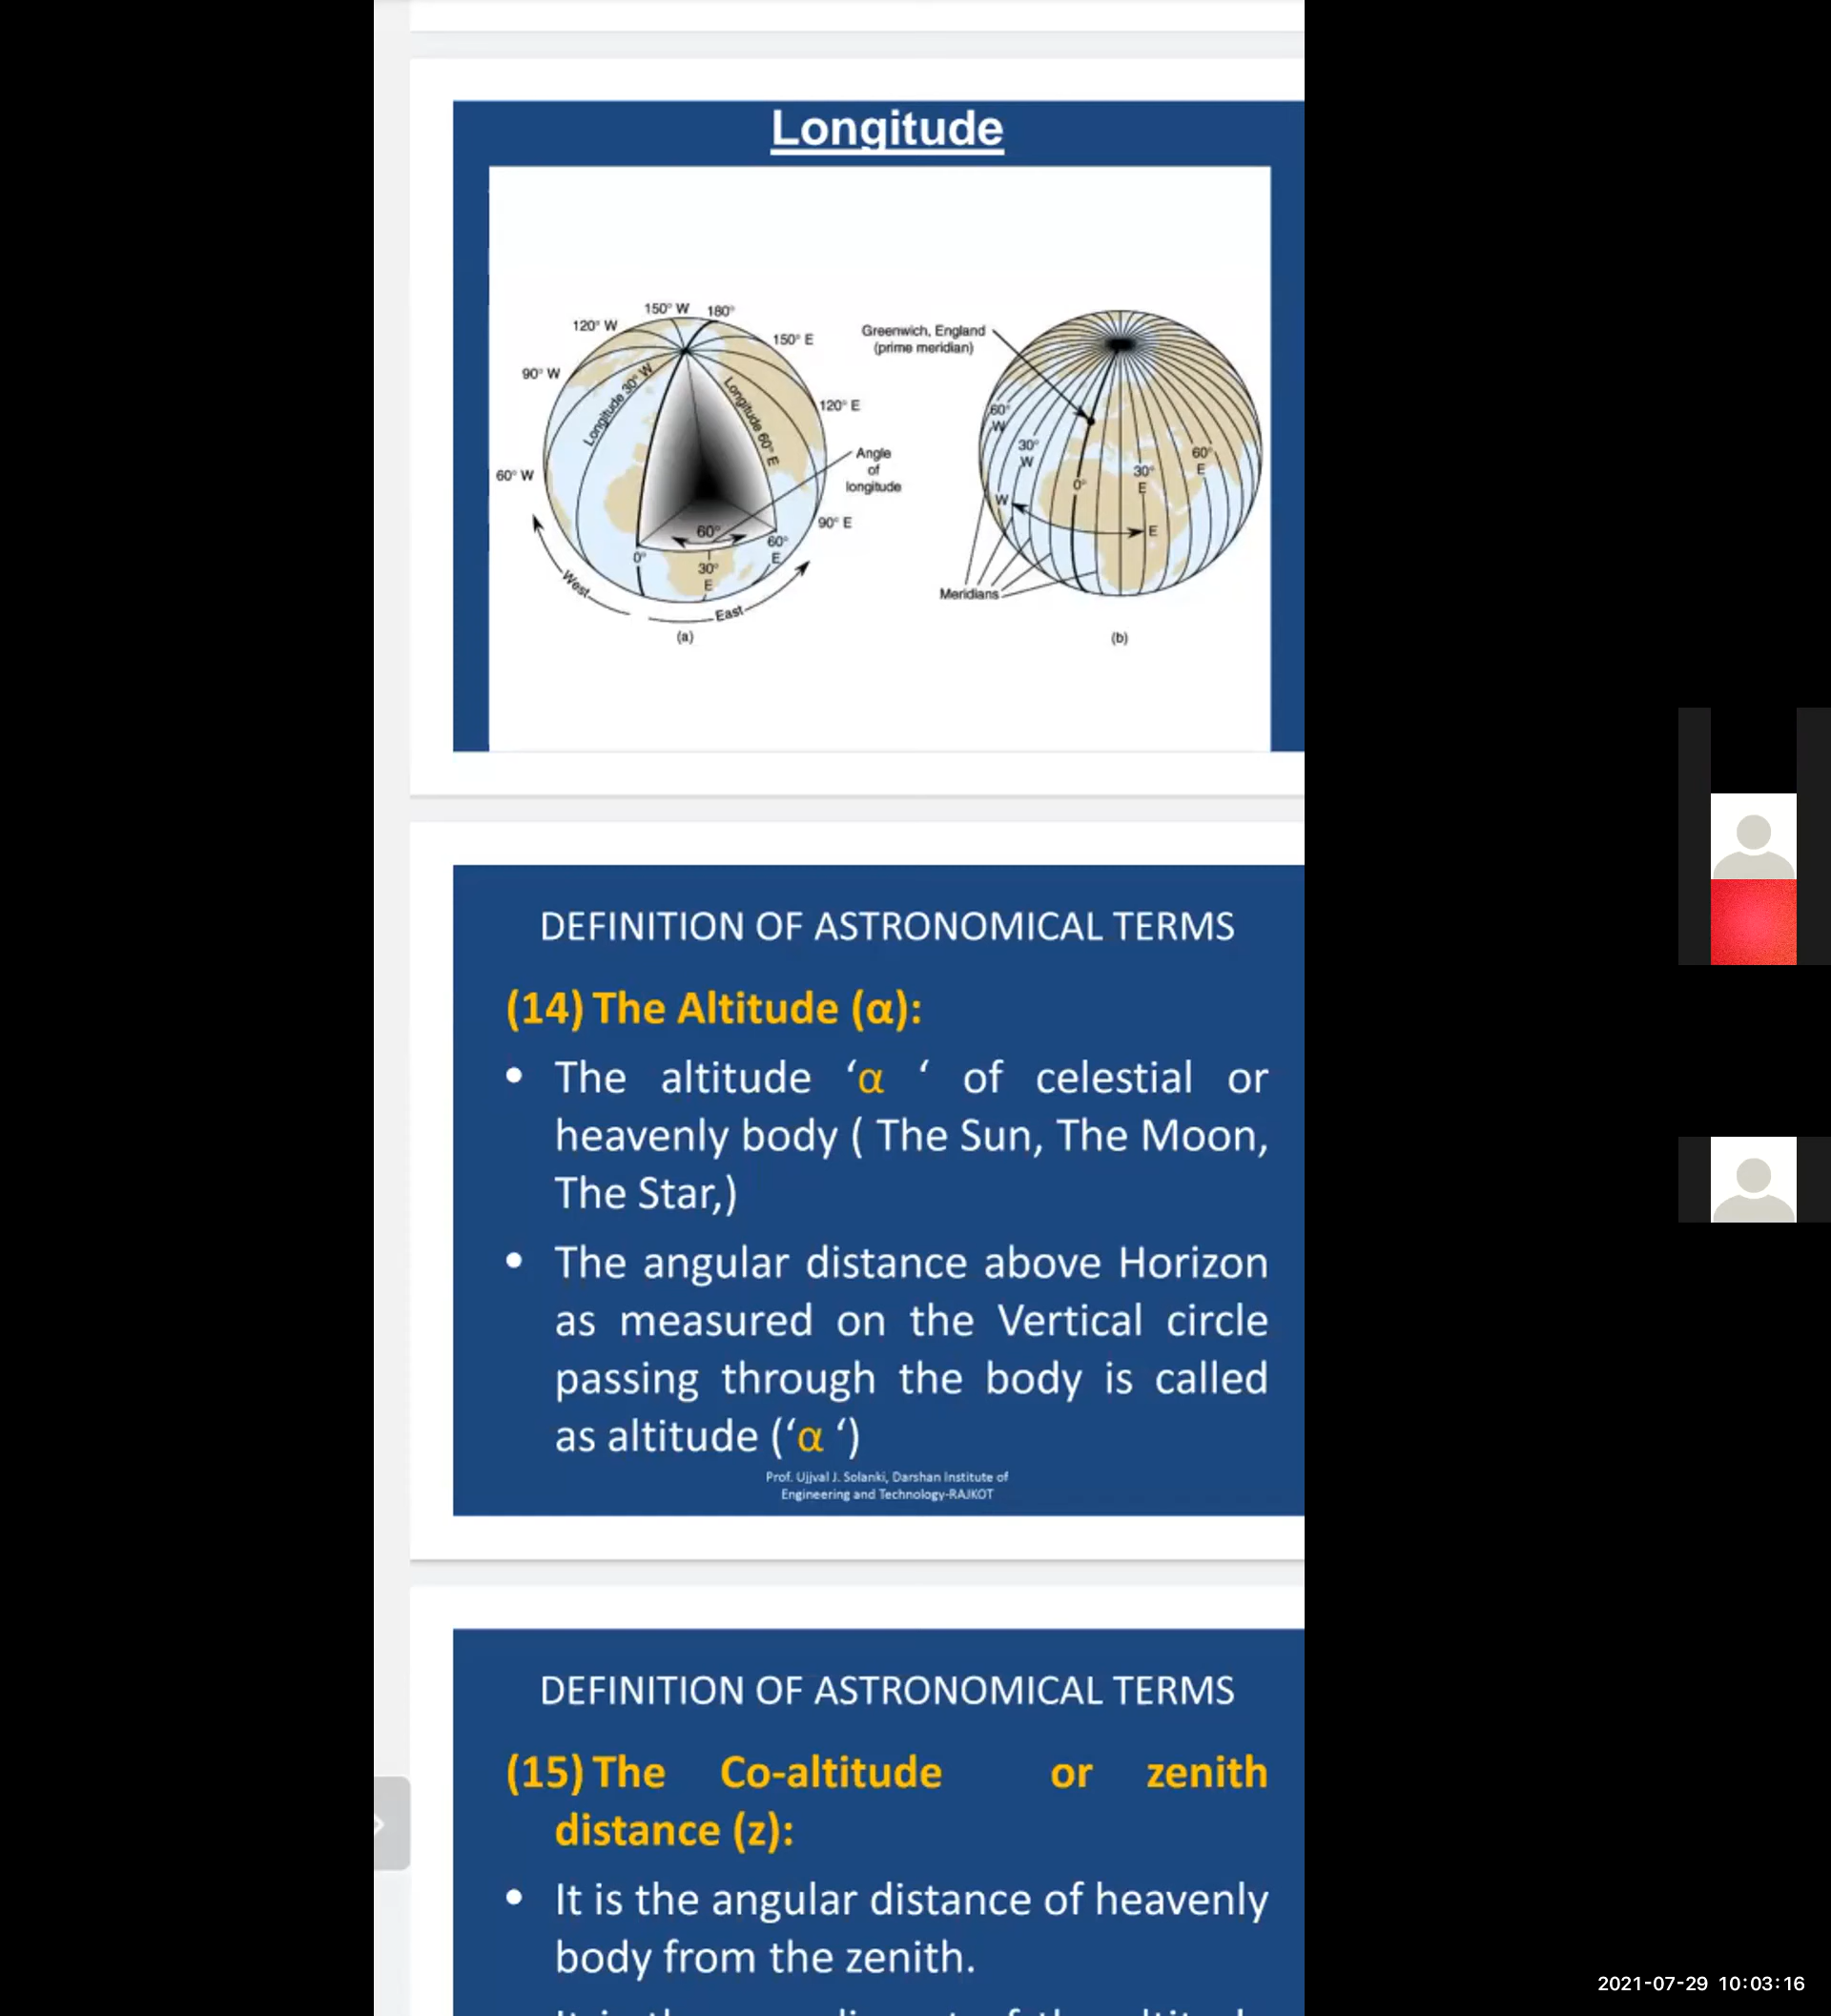 Longitude
150° W 180°
120° W
150° E
90° W
Longitude 30° W
Longitude 60° E
120° E
60° W
Angle
of
longitude
90° E
60°
0°
60°
E
30°
E
West
East
(a)
Greenwich, England
(prime meridian)
60°
W
30°
W
60°
E
30°
E
0°
W
E
Meridians
(b)
DEFINITION OF ASTRONOMICAL TERMS
(14) The Altitude (α):
• The altitude ‘α ‘ of celestial or
heavenly body ( The Sun, The Moon,
The Star,)
• The angular distance above Horizon
as measured on the Vertical circle
passing through the body is called
as altitude (‘α ‘)
Prof. Ujjval J. Solanki, Darshan Institute of
Engineering and Technology-RAJKOT
DEFINITION OF ASTRONOMICAL TERMS
(15) The Co-altitude or zenith
distance (z):
• It is the angular distance of heavenly
body from the zenith.
2021-07-29 10:03:16